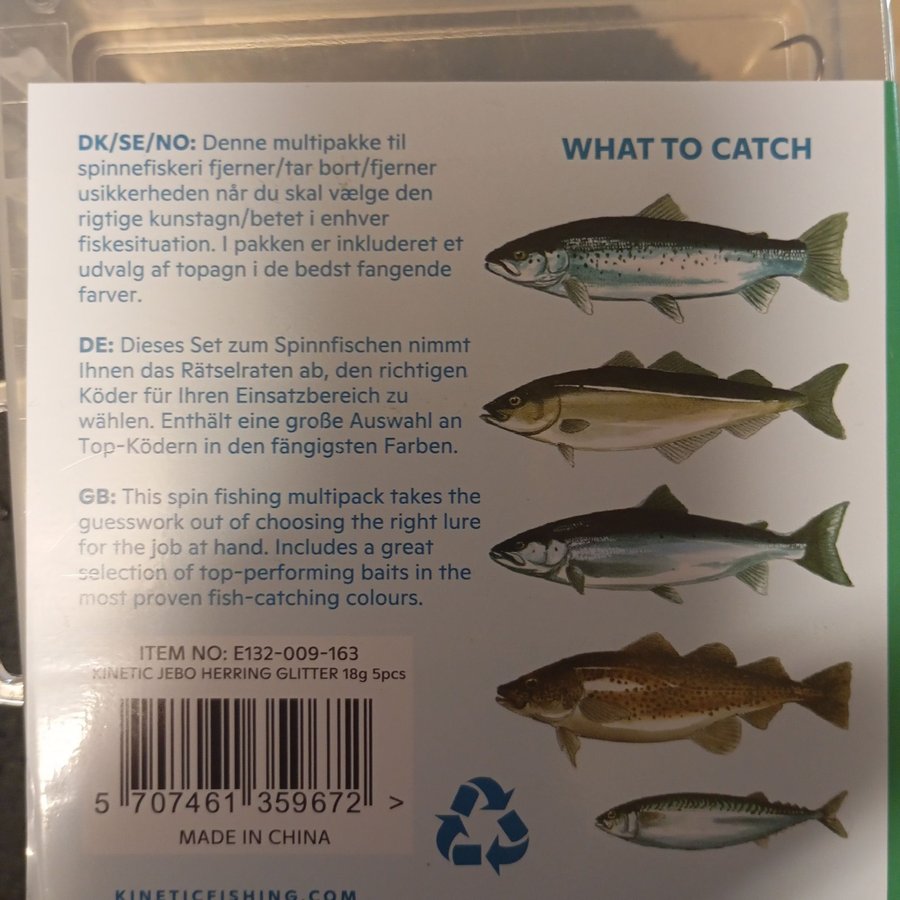 DK/SE/NO: Denne multipakke til
spinnefiskeri fjerner/tar bort/fjerner
usikkerheden når du skal vælge den
rigtige kunstagn/betet i enhver
fiskesituation. I pakken er inkluderet et
udvalg af topagn i de bedst fangende
farver.
DE: Dieses Set zum Spinnfischen nimmt
Ihnen das Rätselraten ab, den richtigen
Köder für Ihren Einsatzbereich zu
wählen. Enthält eine große Auswahl an
Top-Ködern in den fängigsten Farben.
GB: This spin fishing multipack takes the
guesswork out of choosing the right lure
for the job at hand. Includes a great
selection of top-performing baits in the
most proven fish-catching colours.
ITEM NO: E132-009-163
KINETIC JEBO HERRING GLITTER 18g 5pcs
5 707461 359672 >
MADE IN CHINA
KINETICFISHING.COM
WHAT TO CATCH